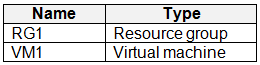 Name Type
RG1 Resource group
VM1 Virtual machine